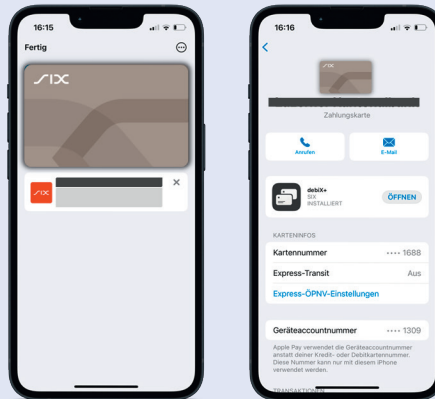 16:15
Fertig
SIX
SIX
16:16
SIX
Zahlungskarte
Anrufen
E-Mail
debiX+
SIX
INSTALLIERT
ÖFFNEN
KARTENINFOS
Kartennummer
•••• 1688
Express-Transit
Aus
Express-ÖPNV-Einstellungen
Geräteaccountnummer
•••• 1309
Apple Pay verwendet die Geräteaccountnummer
anstatt deiner Kredit- oder Debitkartennummer.
Diese Nummer kann nur mit diesem iPhone
verwendet werden.
TRANSAKTIONEN